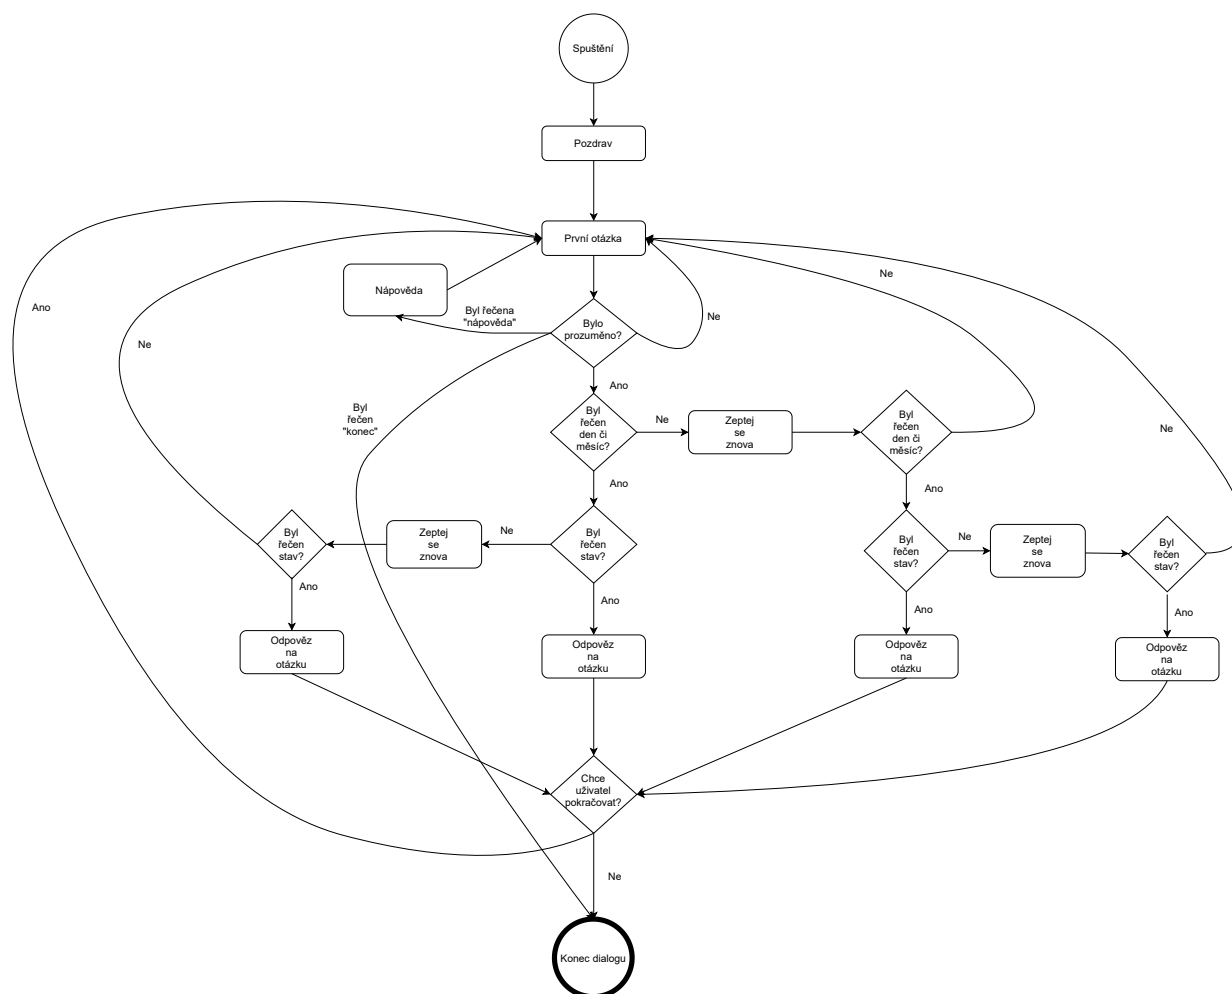 Spuštění
Pozdrav
První otázka
Ne
Nápověda
Ano
Byl řečena
"nápověda"
Ne
Bylo
prozuměno?
Ne
Ano
Byl
řečen
"konec"
Byl
řečen
den či
měsíc?
Ne
Zeptej
se
znova
Byl
řečen
den či
měsíc?
Ne
Ano
Ano
Byl
řečen
stav?
Zeptej
se
znova
Ne
Byl
řečen
stav?
Byl
řečen
stav?
Ne
Zeptej
se
znova
Byl
řečen
stav?
Ano
Ano
Ano
Ano
Odpověz
na
otázku
Odpověz
na
otázku
Odpověz
na
otázku
Odpověz
na
otázku
Chce
uživatel
pokračovat?
Ne
Konec dialogu